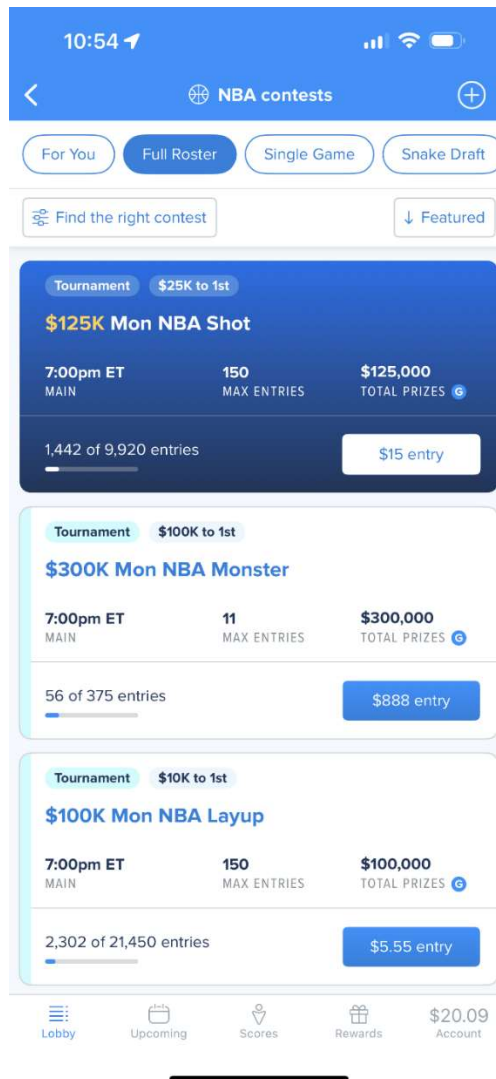 10:54
NBA contests
For You Full Roster Single Game Snake Draft
Find the right contest ↓ Featured
Tournament $25K to 1st
$125K Mon NBA Shot
7:00pm ET 150 $125,000
MAIN MAX ENTRIES TOTAL PRIZES G
1,442 of 9,920 entries $15 entry
Tournament $100K to 1st
$300K Mon NBA Monster
7:00pm ET 11 $300,000
MAIN MAX ENTRIES TOTAL PRIZES G
56 of 375 entries $888 entry
Tournament $10K to 1st
$100K Mon NBA Layup
7:00pm ET 150 $100,000
MAIN MAX ENTRIES TOTAL PRIZES G
2,302 of 21,450 entries $5.55 entry
$20.09
Lobby Upcoming Scores Rewards Account